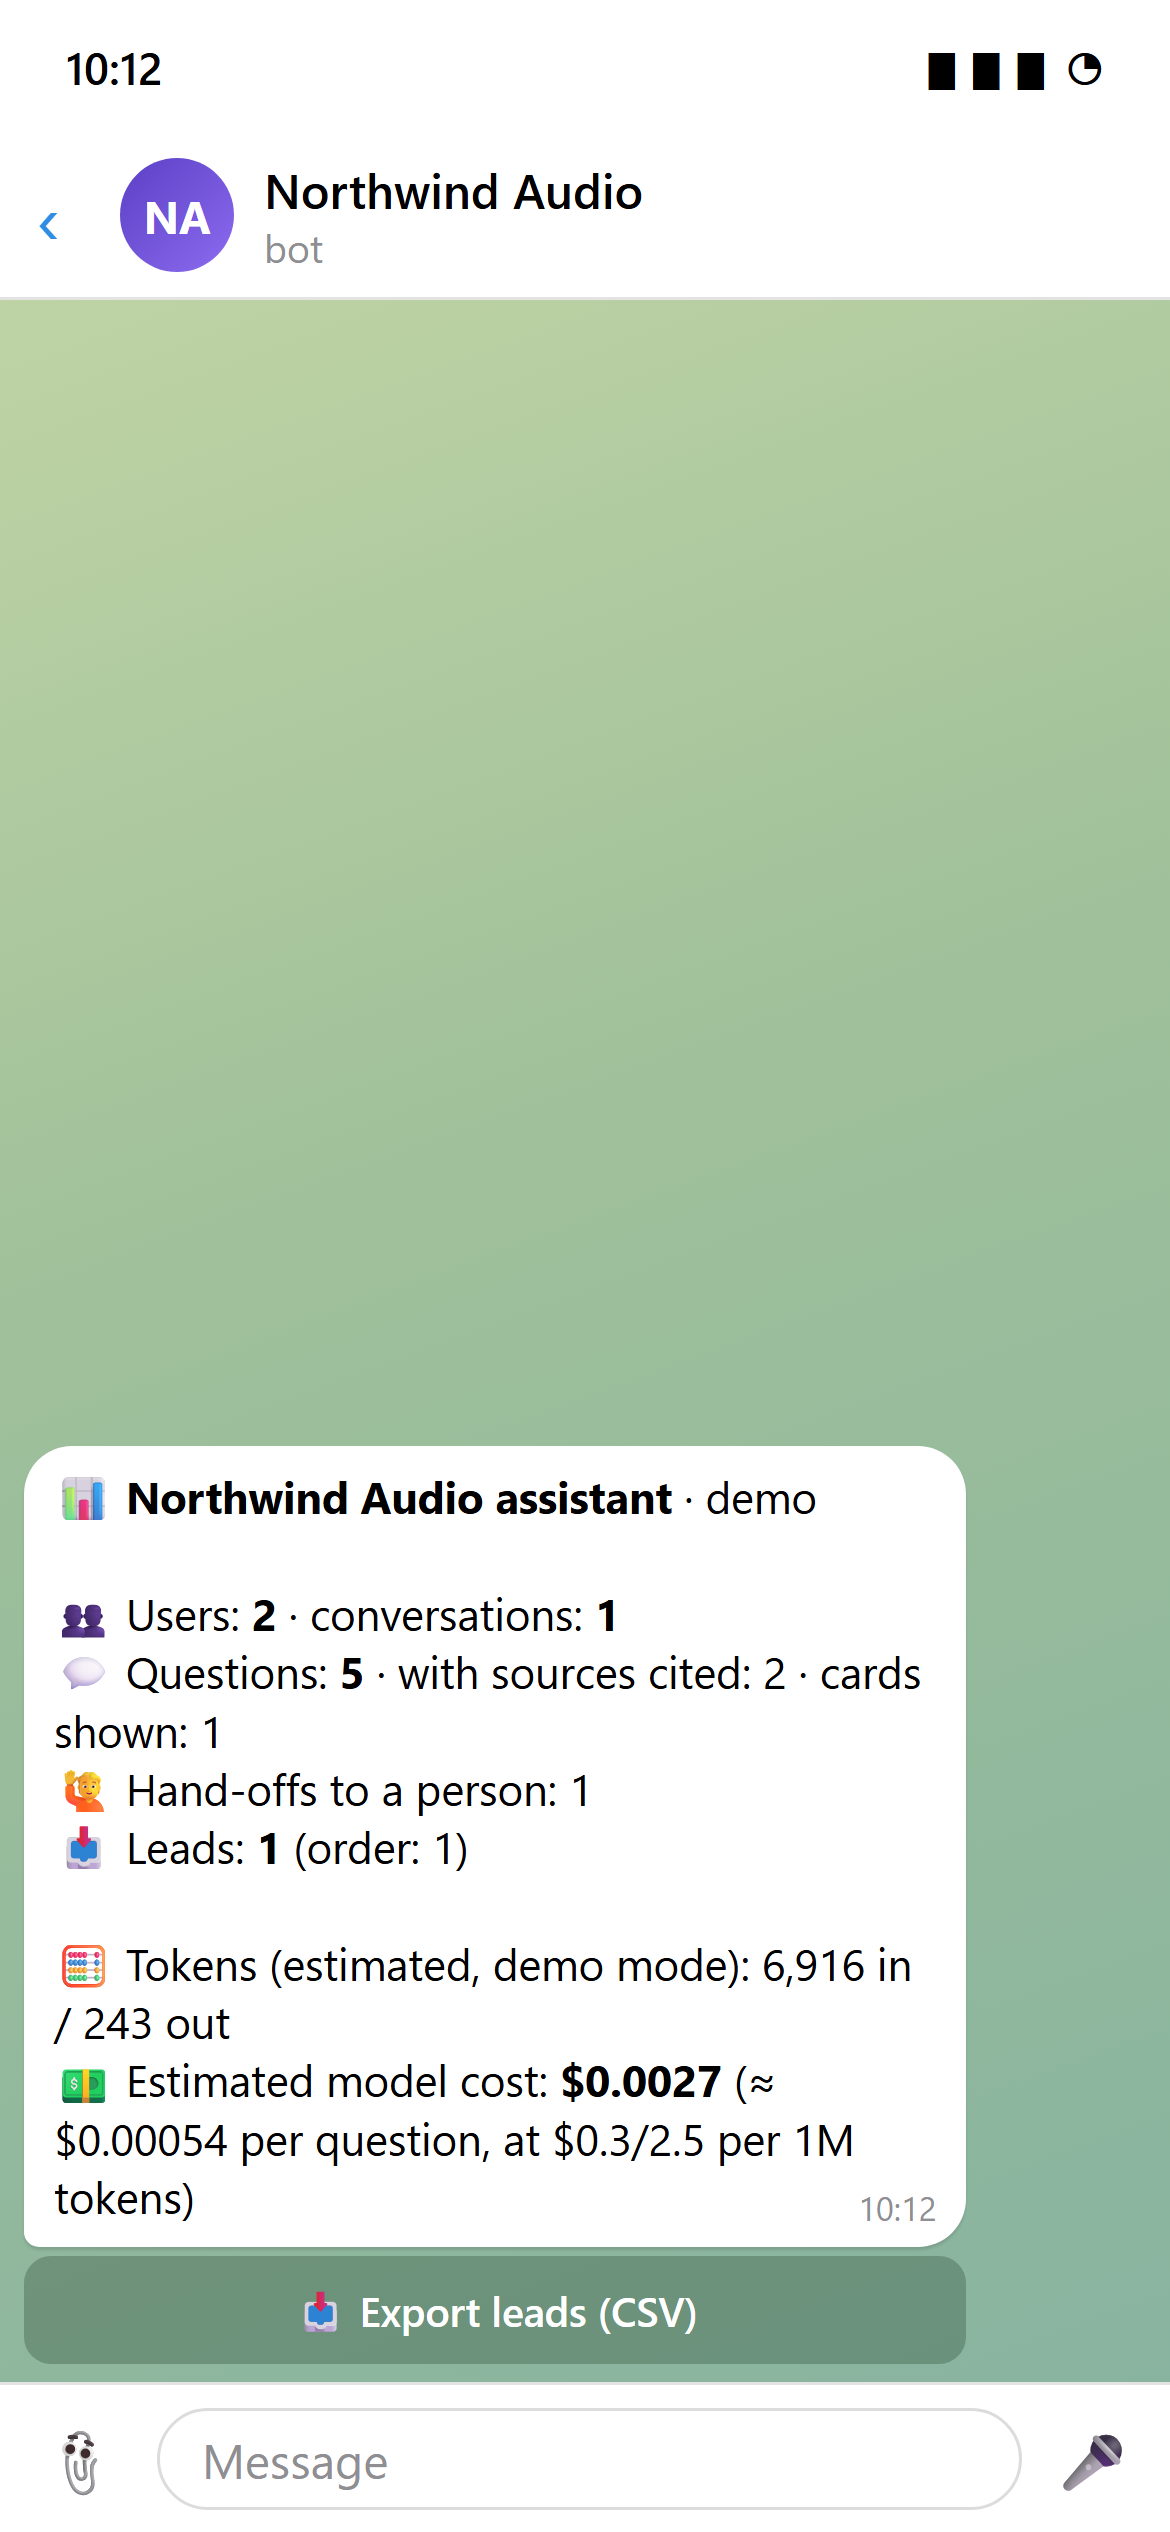 10:12
NA
Northwind Audio
bot
Northwind Audio assistant · demo
Users: 2 · conversations: 1
Questions: 5 · with sources cited: 2 · cards
shown: 1
Hand-offs to a person: 1
Leads: 1 (order: 1)
Tokens (estimated, demo mode): 6,916 in
/ 243 out
Estimated model cost: $0.0027 (≈
$0.00054 per question, at $0.3/2.5 per 1M
tokens)
10:12
Export leads (CSV)
Message